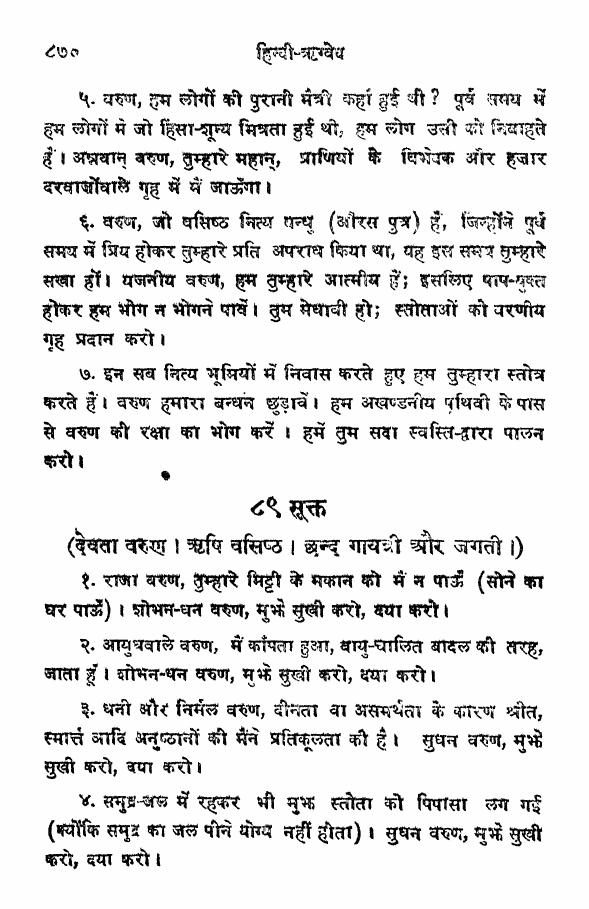 ८७० हिन्दी-ऋग्वेद
५. वरुण, हम लोगों की पुरानी मैत्री कहाँ हुई थी? पूर्व समय में
हम लोगों में जो हिंसा-शून्य मित्रता हुई थी, हम लोग उसी को निबाहते
हैं। अन्नवान् वरुण, तुम्हारे महान्, प्राणियों के विभेदक और हजार
दरवाजोंवाले गृह में मैं जाऊँगा।
६. वरुण, जो वसिष्ठ नित्य बन्धु (औरस पुत्र) हैं, जिन्होंने पूर्व
समय में प्रिय होकर तुम्हारे प्रति अपराध किया था, वह इस समय तुम्हारे
सखा हों। यजनीय वरुण, हम तुम्हारे आत्मीय हैं; इसलिए पाप-युक्त
होकर हम भोग न भोगने पावें। तुम मेधावी हो; स्तोताओं को वरणीय
गृह प्रदान करो।
७. इन सब नित्य भूमियों में निवास करते हुए हम तुम्हारा स्तोत्र
करते हैं। वरुण हमारा बन्धन छुड़ावें। हम अखण्डनीय पृथिवी के पास
से वरुण की रक्षा का भोग करें। हमें तुम सदा स्वस्ति-द्वारा पालन
करो।
८९ सूक्त
(देवता वरुण। ऋषि वसिष्ठ। छन्द गायत्री और जगती।)
१. राजा वरुण, तुम्हारे मिट्टी के मकान को मैं न पाऊँ (सोने का
घर पाऊँ)। शोभन-धन वरुण, मुझे सुखी करो, दया करो।
२. आयुधवाले वरुण, मैं काँपता हुआ, वायु-चालित बादल की तरह,
जाता हूँ। शोभन-धन वरुण, मुझे सुखी करो, दया करो।
३. धनी और निर्मल वरुण, दीनता वा असमर्थता के कारण श्रौत,
स्मार्त्त आदि अनुष्ठानों की मैंने प्रतिकूलता की है। सुधन वरुण, मुझे
सुखी करो, दया करो।
४. समुद्र-जल में रहकर भी मुझ स्तोता को पिपासा लग गई
(क्योंकि समुद्र का जल पीने योग्य नहीं होता)। सुधन वरुण, मुझे सुखी
करो, दया करो।